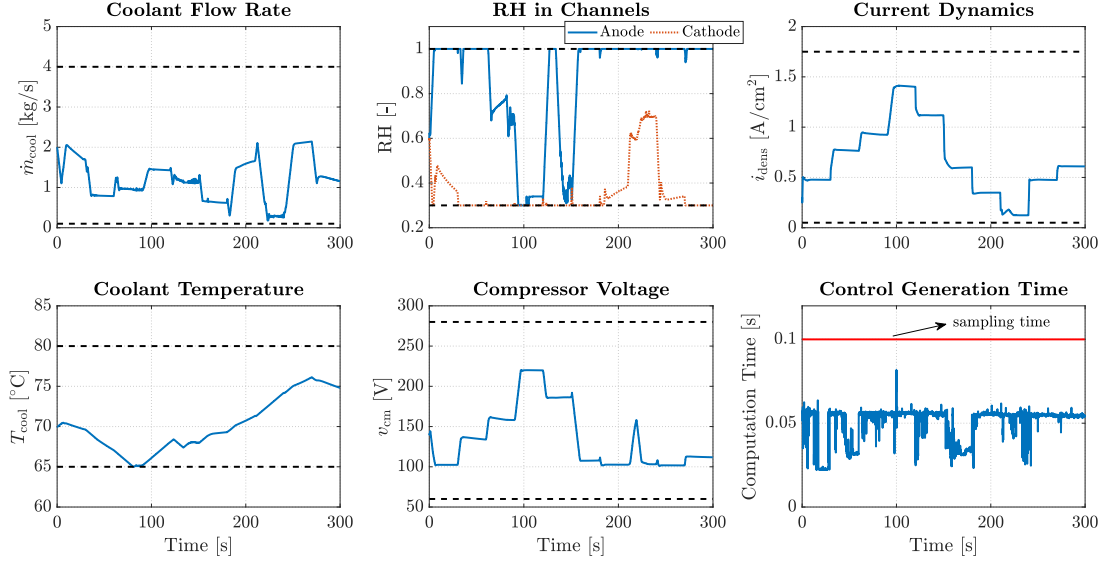 Coolant Flow Rate
5
4
3
2
1
0
ṁcool [kg/s]
0 100 200 300
RH in Channels
Anode Cathode
1
0.8
0.6
0.4
0.2
RH [-]
0 100 200 300
Current Dynamics
2
1.5
1
0.5
0
idens [A/cm²]
0 100 200 300
Coolant Temperature
85
80
75
70
65
60
Tcool [°C]
0 100 200 300
Time [s]
Compressor Voltage
300
250
200
150
100
50
vcm [V]
0 100 200 300
Time [s]
Control Generation Time
sampling time
0.1
0.05
0
Computation Time [s]
0 100 200 300
Time [s]